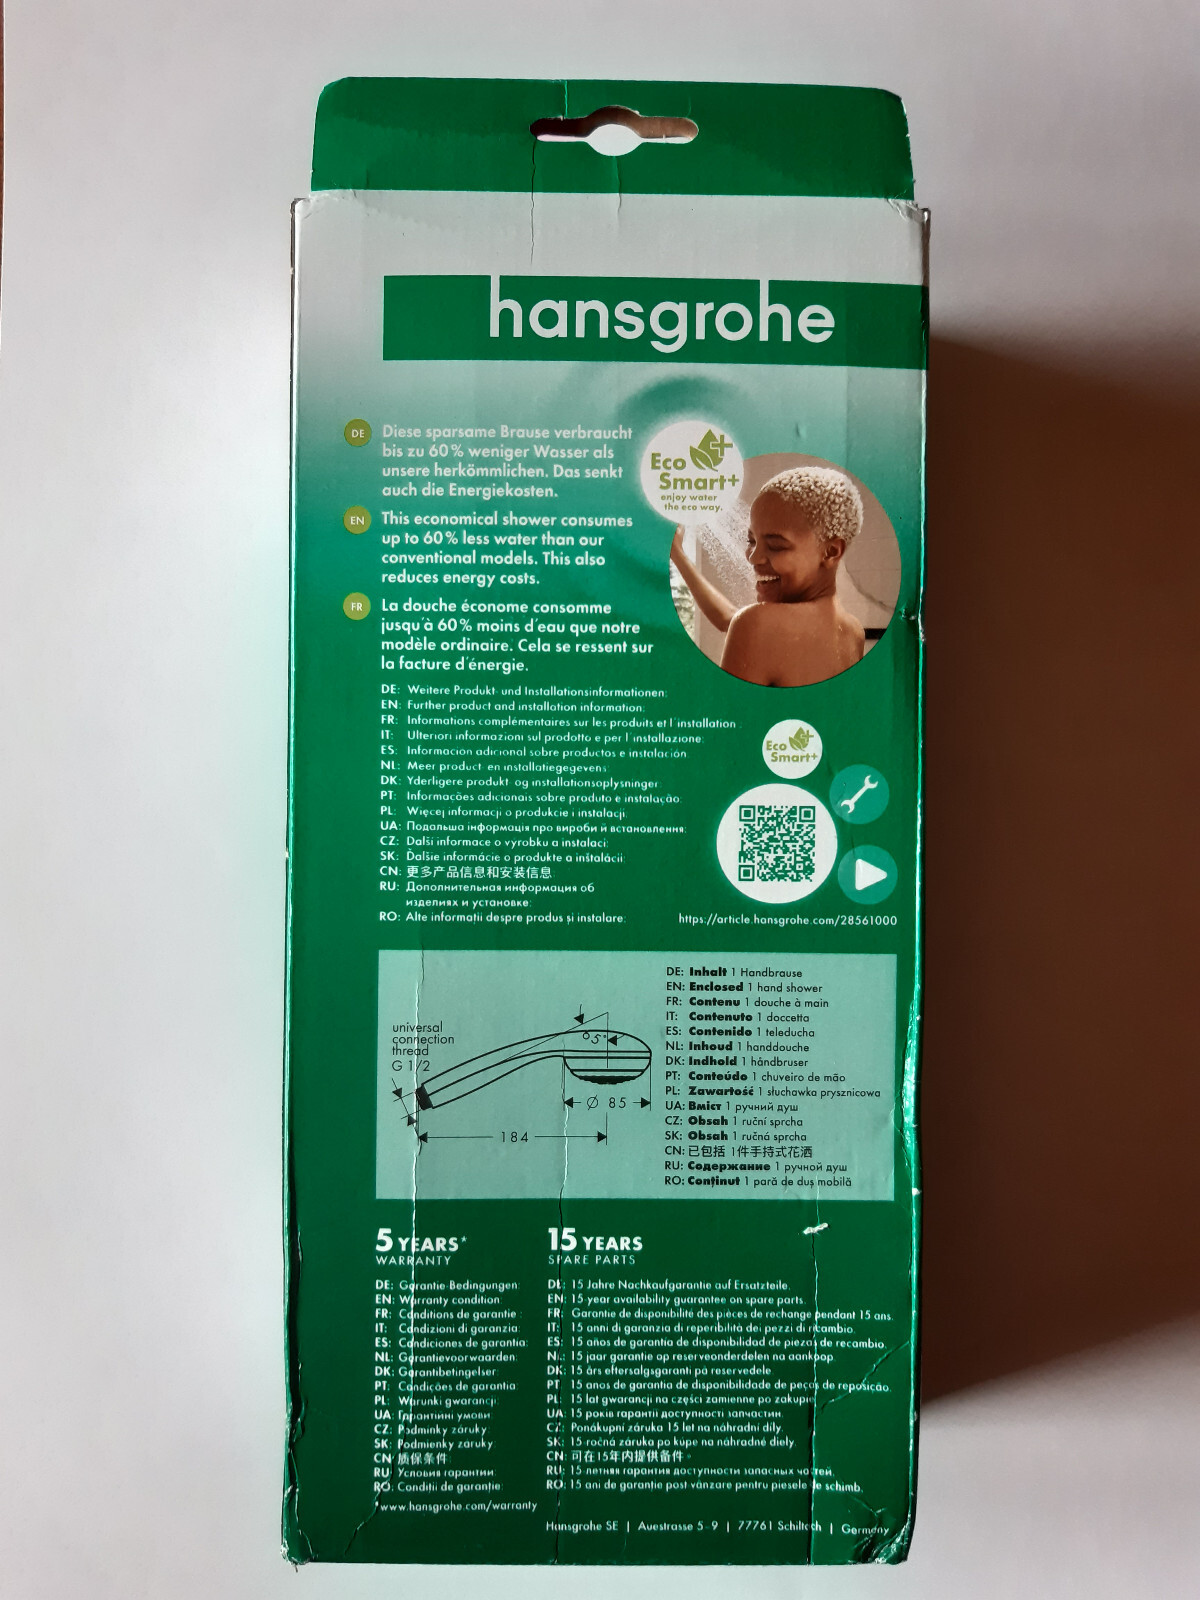 hansgrohe
DE
Diese sparsame Brause verbraucht
bis zu 60% weniger Wasser als
unsere herkömmlichen. Das senkt
auch die Energiekosten.
EN
This economical shower consumes
up to 60% less water than our
conventional models. This also
reduces energy costs.
FR
La douche économe consomme
jusqu'à 60% moins d'eau que notre
modèle ordinaire. Cela se ressent sur
la facture d'énergie.
Eco
Smart+
enjoy water
the eco way.
DE: Weitere Produkt- und Installationsinformationen:
EN: Further product and installation information:
FR: Informations complémentaires sur les produits et l'installation :
IT: Ulteriori informazioni sul prodotto e per l'installazione:
ES: Informacion adicional sobre productos e instalación:
NL: Meer product- en installatiegegevens:
DK: Yderligere produkt- og installationsoplysninger:
PT: Informações adicionais sobre produto e instalação:
PL: Więcej informacji o produkcie i instalacji:
UA: Подальша інформація про вироби й встановлення:
CZ: Další informace o výrobku a instalaci:
SK: Ďalšie informácie o produkte a inštalácii:
CN: 更多产品信息和安装信息
RU: Дополнительная информация об
изделиях и установке:
RO: Alte informații despre produs și instalare:
Eco
Smart+
https://article.hansgrohe.com/28561000
universal
connection
thread
G 1/2
5°
Ø 85
184
DE: Inhalt 1 Handbrause
EN: Enclosed 1 hand shower
FR: Contenu 1 douche à main
IT: Contenuto 1 doccetta
ES: Contenido 1 teleducha
NL: Inhoud 1 handdouche
DK: Indhold 1 håndbruser
PT: Conteúdo 1 chuveiro de mão
PL: Zawartość 1 słuchawka prysznicowa
UA: Вміст 1 ручний душ
CZ: Obsah 1 ruční sprcha
SK: Obsah 1 ručná sprcha
CN: 已包括 1件手持式花洒
RU: Содержание 1 ручной душ
RO: Conținut 1 pară de duș mobilă
5 YEARS*
WARRANTY
DE: Garantie-Bedingungen:
EN: Warranty condition:
FR: Conditions de garantie :
IT: Condizioni di garanzia:
ES: Condiciones de garantía:
NL: Garantievoorwaarden:
DK: Garantibetingelser:
PT: Condições de garantia:
PL: Warunki gwarancji:
UA: Гарантійні умови:
CZ: Podmínky záruky:
SK: Podmienky záruky:
CN: 质保条件:
RU: Условия гарантии:
RO: Condiții de garanție:
*www.hansgrohe.com/warranty
15 YEARS
SPARE PARTS
DE: 15 Jahre Nachkaufgarantie auf Ersatzteile.
EN: 15-year availability guarantee on spare parts.
FR: Garantie de disponibilité des pièces de rechange pendant 15 ans.
IT: 15 anni di garanzia di reperibilità dei pezzi di ricambio.
ES: 15 años de garantía de disponibilidad de piezas de recambio.
NL: 15 jaar garantie op reserveonderdelen na aankoop.
DK: 15 års eftersalgsgaranti på reservedele.
PT: 15 anos de garantia de disponibilidade de peças de reposição.
PL: 15 lat gwarancji na części zamienne po zakupie
UA: 15 років гарантії доступності запчастин.
CZ: Ponákupní záruka 15 let na náhradní díly.
SK: 15-ročná záruka po kúpe na náhradné diely.
CN: 可在15年内提供备件。
RU: 15-летняя гарантия доступности запасных частей.
RO: 15 ani de garanție post-vânzare pentru piesele de schimb.
Hansgrohe SE | Auestrasse 5-9 | 77761 Schiltach | Germany